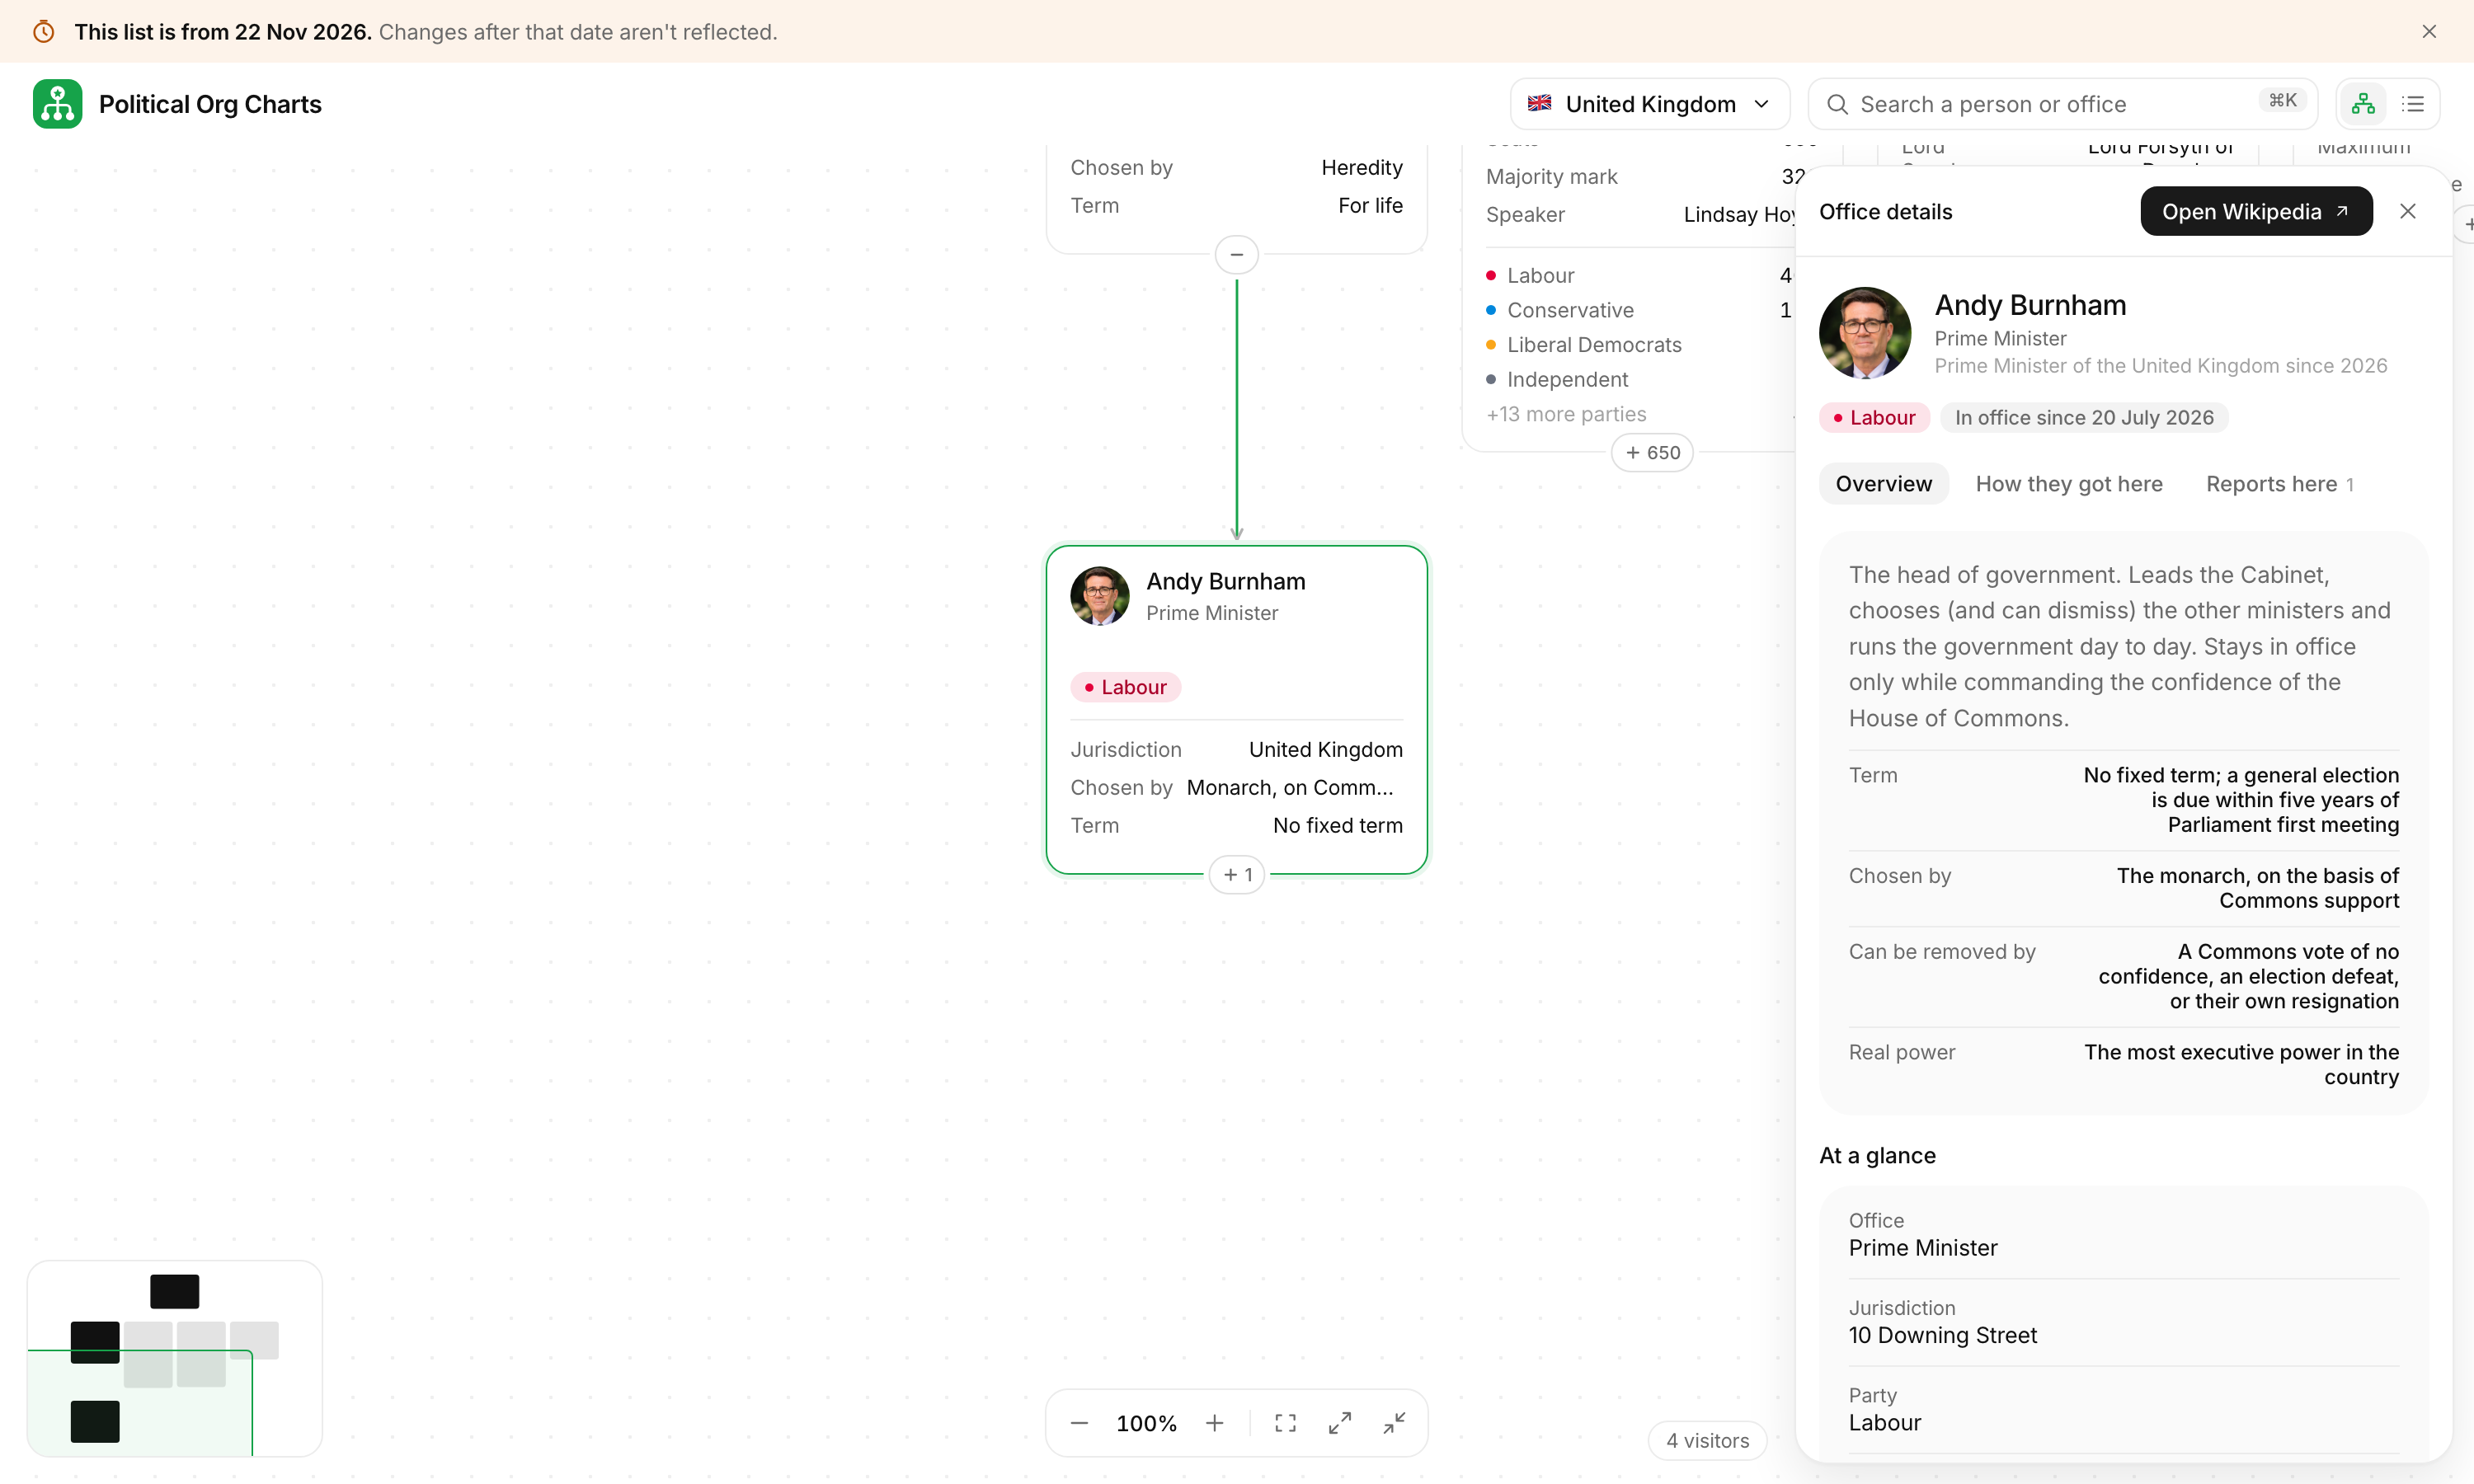 This list is from 22 Nov 2026. Changes after that date aren't reflected.
Political Org Charts
United Kingdom
Search a person or office
⌘K
Chosen by Heredity
Term For life
Majority mark
Speaker Lindsay
Labour
Conservative
Liberal Democrats
Independent
+13 more parties
+ 650
Lord Lord Forsyth of
Maximum
Andy Burnham
Prime Minister
Labour
Jurisdiction United Kingdom
Chosen by Monarch, on Comm...
Term No fixed term
+ 1
100%
4 visitors
Office details
Open Wikipedia
Andy Burnham
Prime Minister
Prime Minister of the United Kingdom since 2026
Labour
In office since 20 July 2026
Overview
How they got here
Reports here 1
The head of government. Leads the Cabinet,
chooses (and can dismiss) the other ministers and
runs the government day to day. Stays in office
only while commanding the confidence of the
House of Commons.
Term No fixed term; a general election
is due within five years of
Parliament first meeting
Chosen by The monarch, on the basis of
Commons support
Can be removed by A Commons vote of no
confidence, an election defeat,
or their own resignation
Real power The most executive power in the
country
At a glance
Office
Prime Minister
Jurisdiction
10 Downing Street
Party
Labour